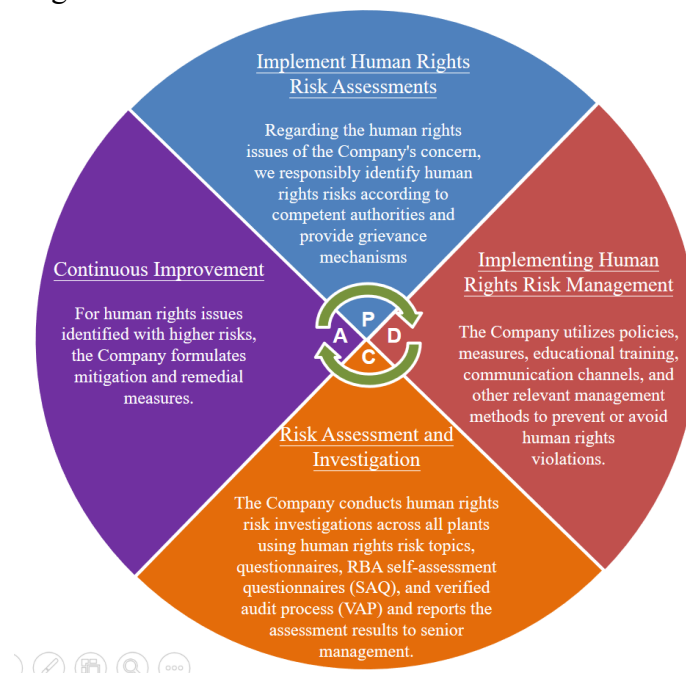 Implement Human Rights
Risk Assessments
Regarding the human rights
issues of the Company's concern,
we responsibly identify human
rights risks according to
competent authorities and
provide grievance
mechanisms
Continuous Improvement
For human rights issues
identified with higher risks,
the Company formulates
mitigation and remedial
measures.
Implementing Human
Rights Risk Management
The Company utilizes policies,
measures, educational training,
communication channels, and
other relevant management
methods to prevent or avoid
human rights
violations.
P
A
D
C
Risk Assessment and
Investigation
The Company conducts human rights
risk investigations across all plants
using human rights risk topics,
questionnaires, RBA self-assessment
questionnaires (SAQ), and verified
audit process (VAP) and reports the
assessment results to senior
management.